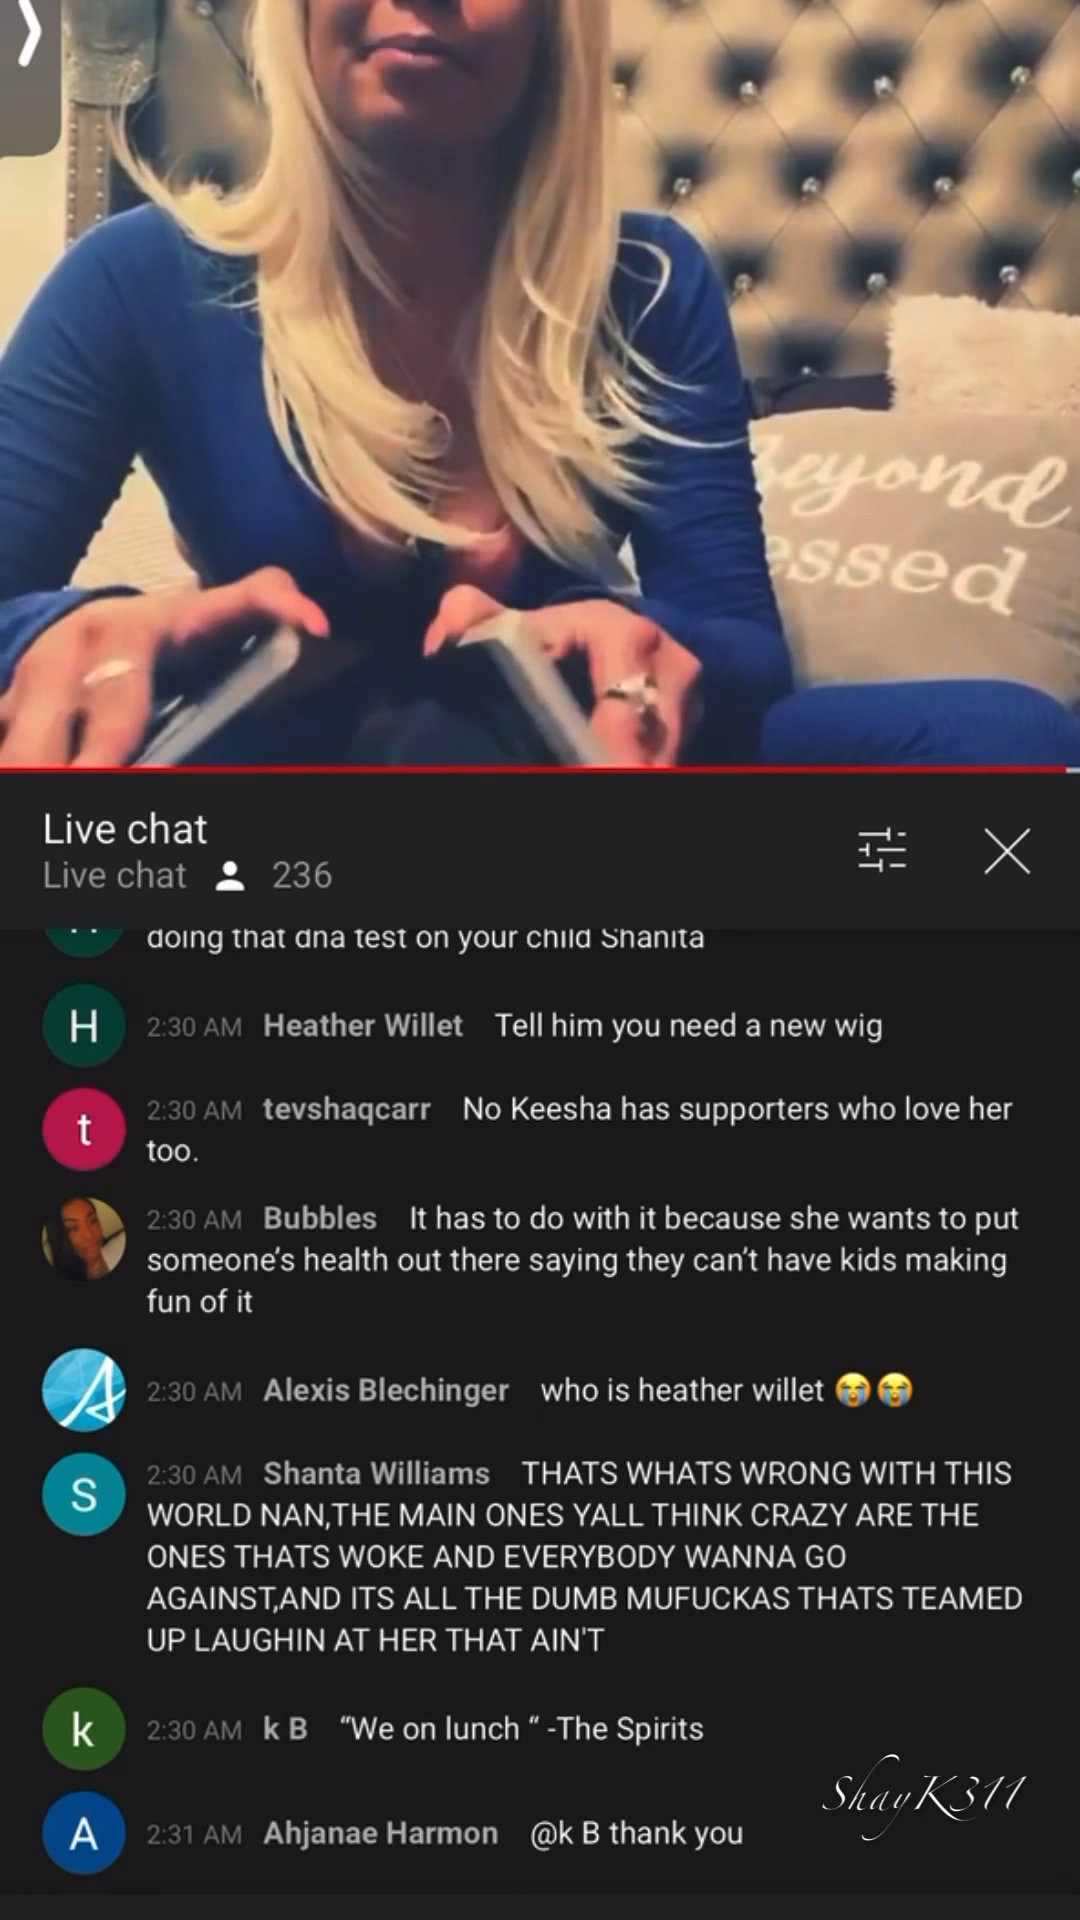 Beyond
essed
Live chat
Live chat 236
doing that dna test on your child Shanita
H 2:30 AM Heather Willet Tell him you need a new wig
t 2:30 AM tevshaqcarr No Keesha has supporters who love her
too.
2:30 AM Bubbles It has to do with it because she wants to put
someone’s health out there saying they can’t have kids making
fun of it
A 2:30 AM Alexis Blechinger who is heather willet 😭😭
S 2:30 AM Shanta Williams THATS WHATS WRONG WITH THIS
WORLD NAN,THE MAIN ONES YALL THINK CRAZY ARE THE
ONES THATS WOKE AND EVERYBODY WANNA GO
AGAINST,AND ITS ALL THE DUMB MUFUCKAS THATS TEAMED
UP LAUGHIN AT HER THAT AIN'T
k 2:30 AM k B “We on lunch “ -The Spirits
ShayK311
A 2:31 AM Ahjanae Harmon @k B thank you